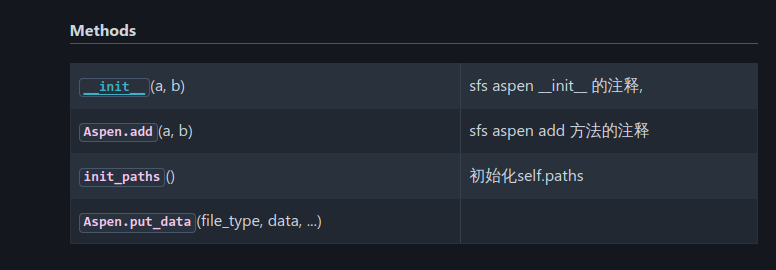 Methods
__init__(a, b) sfs aspen __init__ 的注释,
Aspen.add(a, b) sfs aspen add 方法的注释
init_paths() 初始化self.paths
Aspen.put_data(file_type, data, ...)